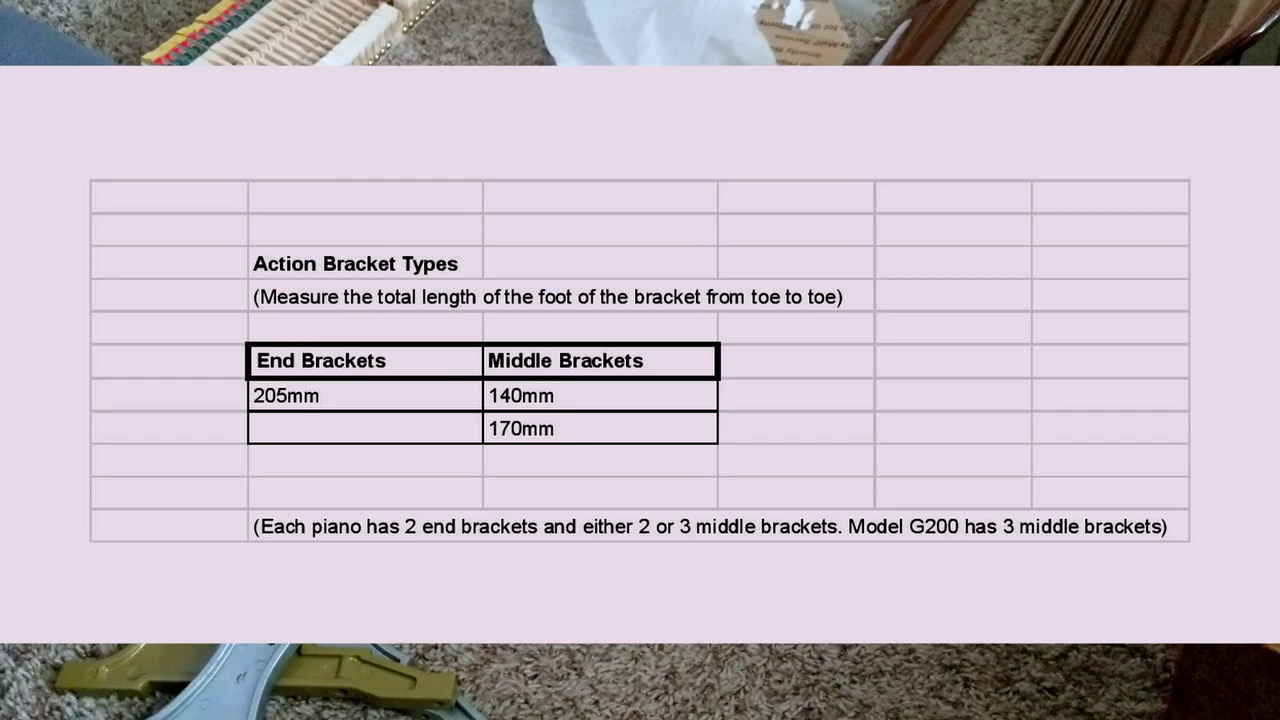 Action Bracket Types
(Measure the total length of the foot of the bracket from toe to toe)
End Brackets Middle Brackets
205mm 140mm
170mm
(Each piano has 2 end brackets and either 2 or 3 middle brackets. Model G200 has 3 middle brackets)